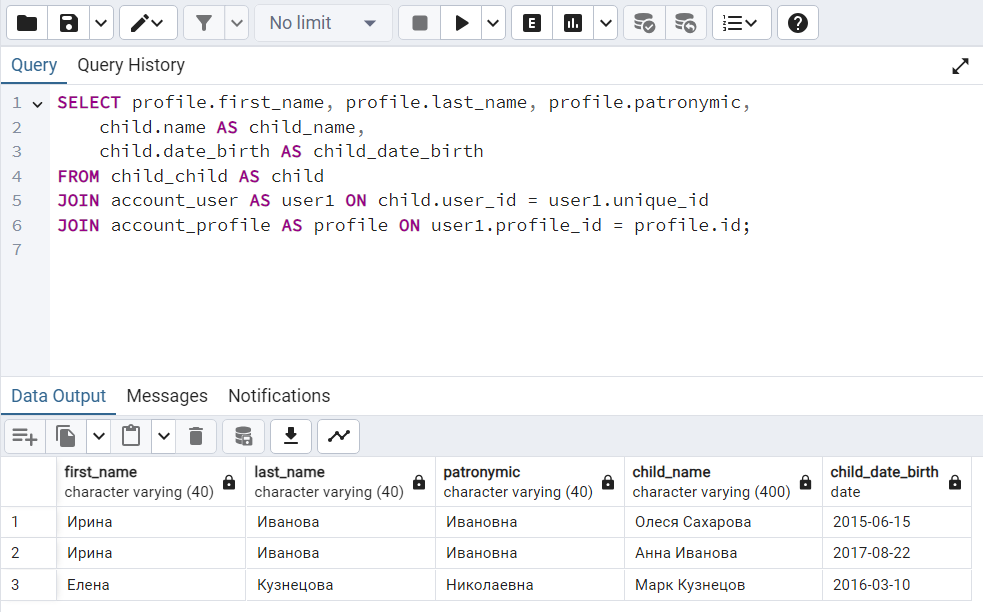 No limit
E
Query Query History
1 SELECT profile.first_name, profile.last_name, profile.patronymic,
2 child.name AS child_name,
3 child.date_birth AS child_date_birth
4 FROM child_child AS child
5 JOIN account_user AS user1 ON child.user_id = user1.unique_id
6 JOIN account_profile AS profile ON user1.profile_id = profile.id;
7
Data Output Messages Notifications
first_name last_name patronymic child_name child_date_birth
character varying (40) character varying (40) character varying (40) character varying (400) date
1 Ирина Иванова Ивановна Олеся Сахарова 2015-06-15
2 Ирина Иванова Ивановна Анна Иванова 2017-08-22
3 Елена Кузнецова Николаевна Марк Кузнецов 2016-03-10